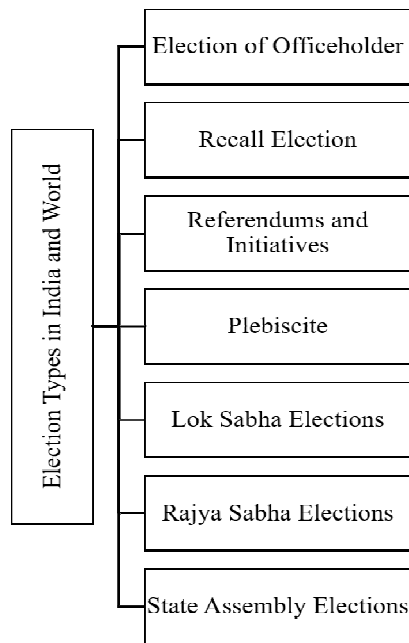 Election Types in India and World
Election of Officeholder
Recall Election
Referendums and
Initiatives
Plebiscite
Lok Sabha Elections
Rajya Sabha Elections
State Assembly Elections